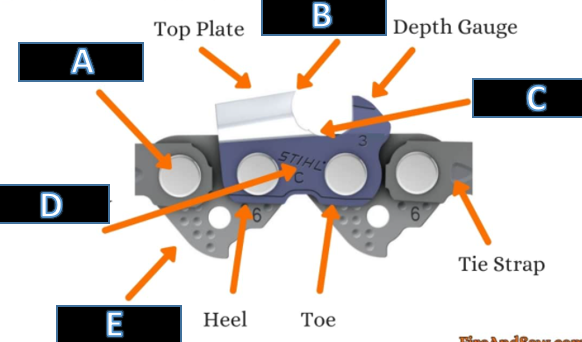 B
Top Plate
Depth Gauge
A
C
3
STIHL
C
D
6
6
Tie Strap
E
Heel
Toe